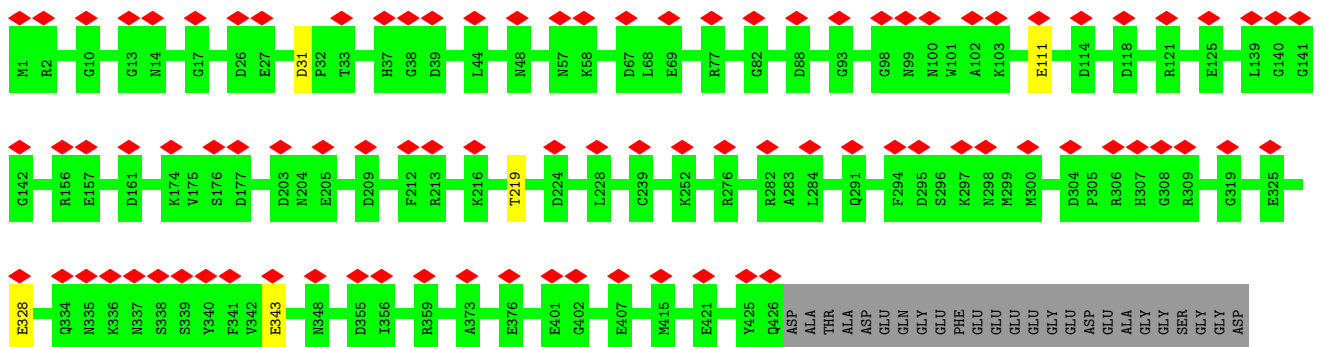 M1 R2 G10 G13 N14 G17 D26 E27 D31 P32 T33 H37 G38 D39 L44 N48 N57 K58 D67 L68 E69 R77 G82 D88 G93 G98 N99 N100 W101 A102 K103 E111 D114 D118 R121 E125 L139 G140 G141
G142 R156 E157 D161 K174 V175 S176 D177 D203 N204 E205 D209 F212 R213 K216 T219 D224 L228 C239 K252 R276 R282 A283 L284 Q291 F294 D295 S296 K297 N298 M299 M300 D304 P305 R306 H307 G308 R309 G319 E325
E328 Q334 N335 K336 N337 S338 S339 Y340 F341 V342 E343 N348 D355 I356 R359 A373 E376 E401 G402 E407 M415 E421 Y425 Q426 ASP ALA THR ALA ASP GLU GLN GLY GLU PHE GLU GLU GLU GLU GLY GLU ASP GLU ALA GLY GLY SER GLY GLY ASP